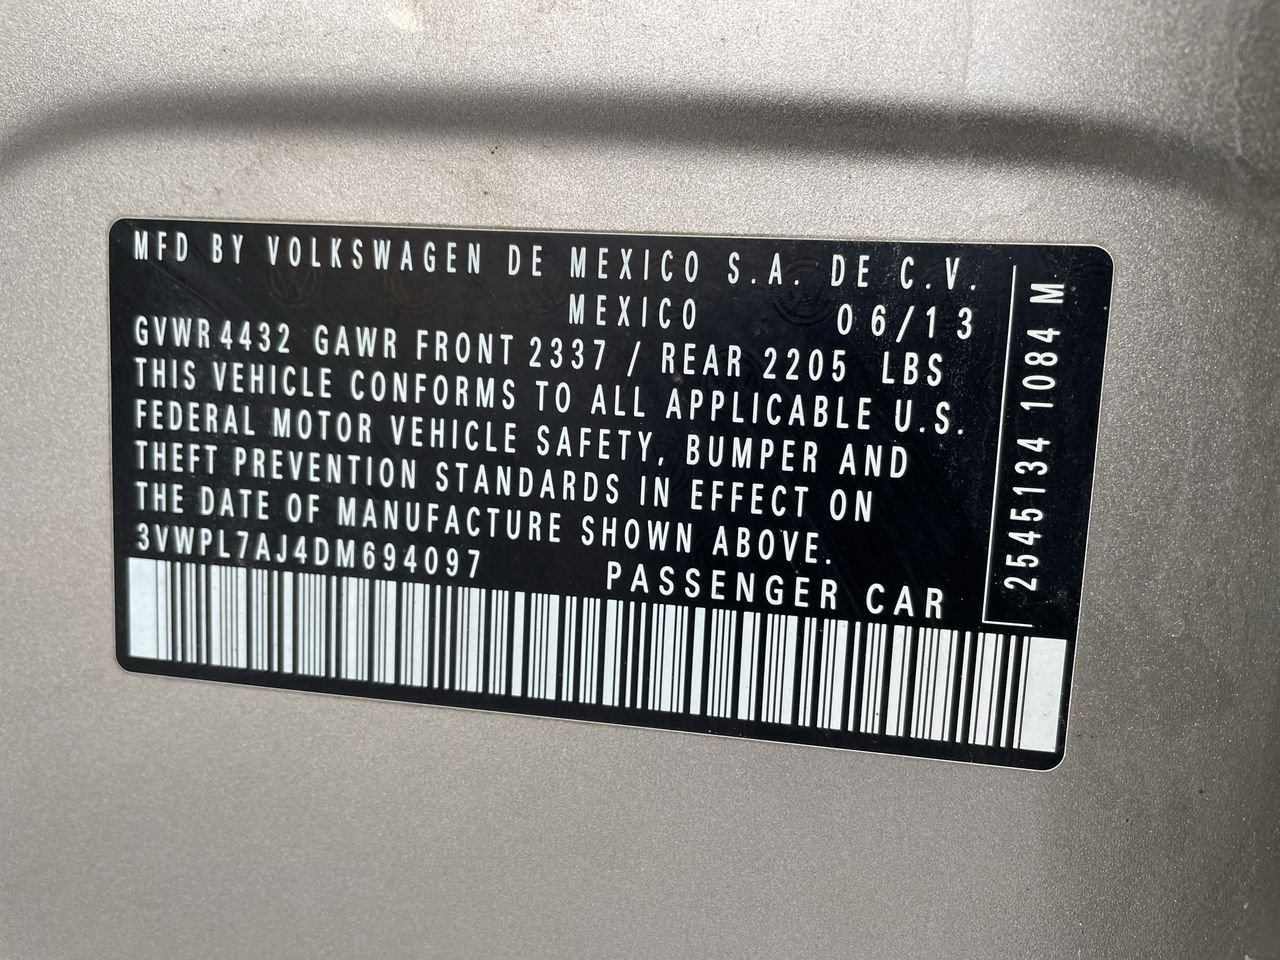 MFD BY VOLKSWAGEN DE MEXICO S.A. DE C.V.
MEXICO 06/13
GVWR 4432 GAWR FRONT 2337 / REAR 2205 LBS
THIS VEHICLE CONFORMS TO ALL APPLICABLE U.S.
FEDERAL MOTOR VEHICLE SAFETY, BUMPER AND
THEFT PREVENTION STANDARDS IN EFFECT ON
THE DATE OF MANUFACTURE SHOWN ABOVE.
3VWPL7AJ4DM694097 PASSENGER CAR
2545134 1084 M